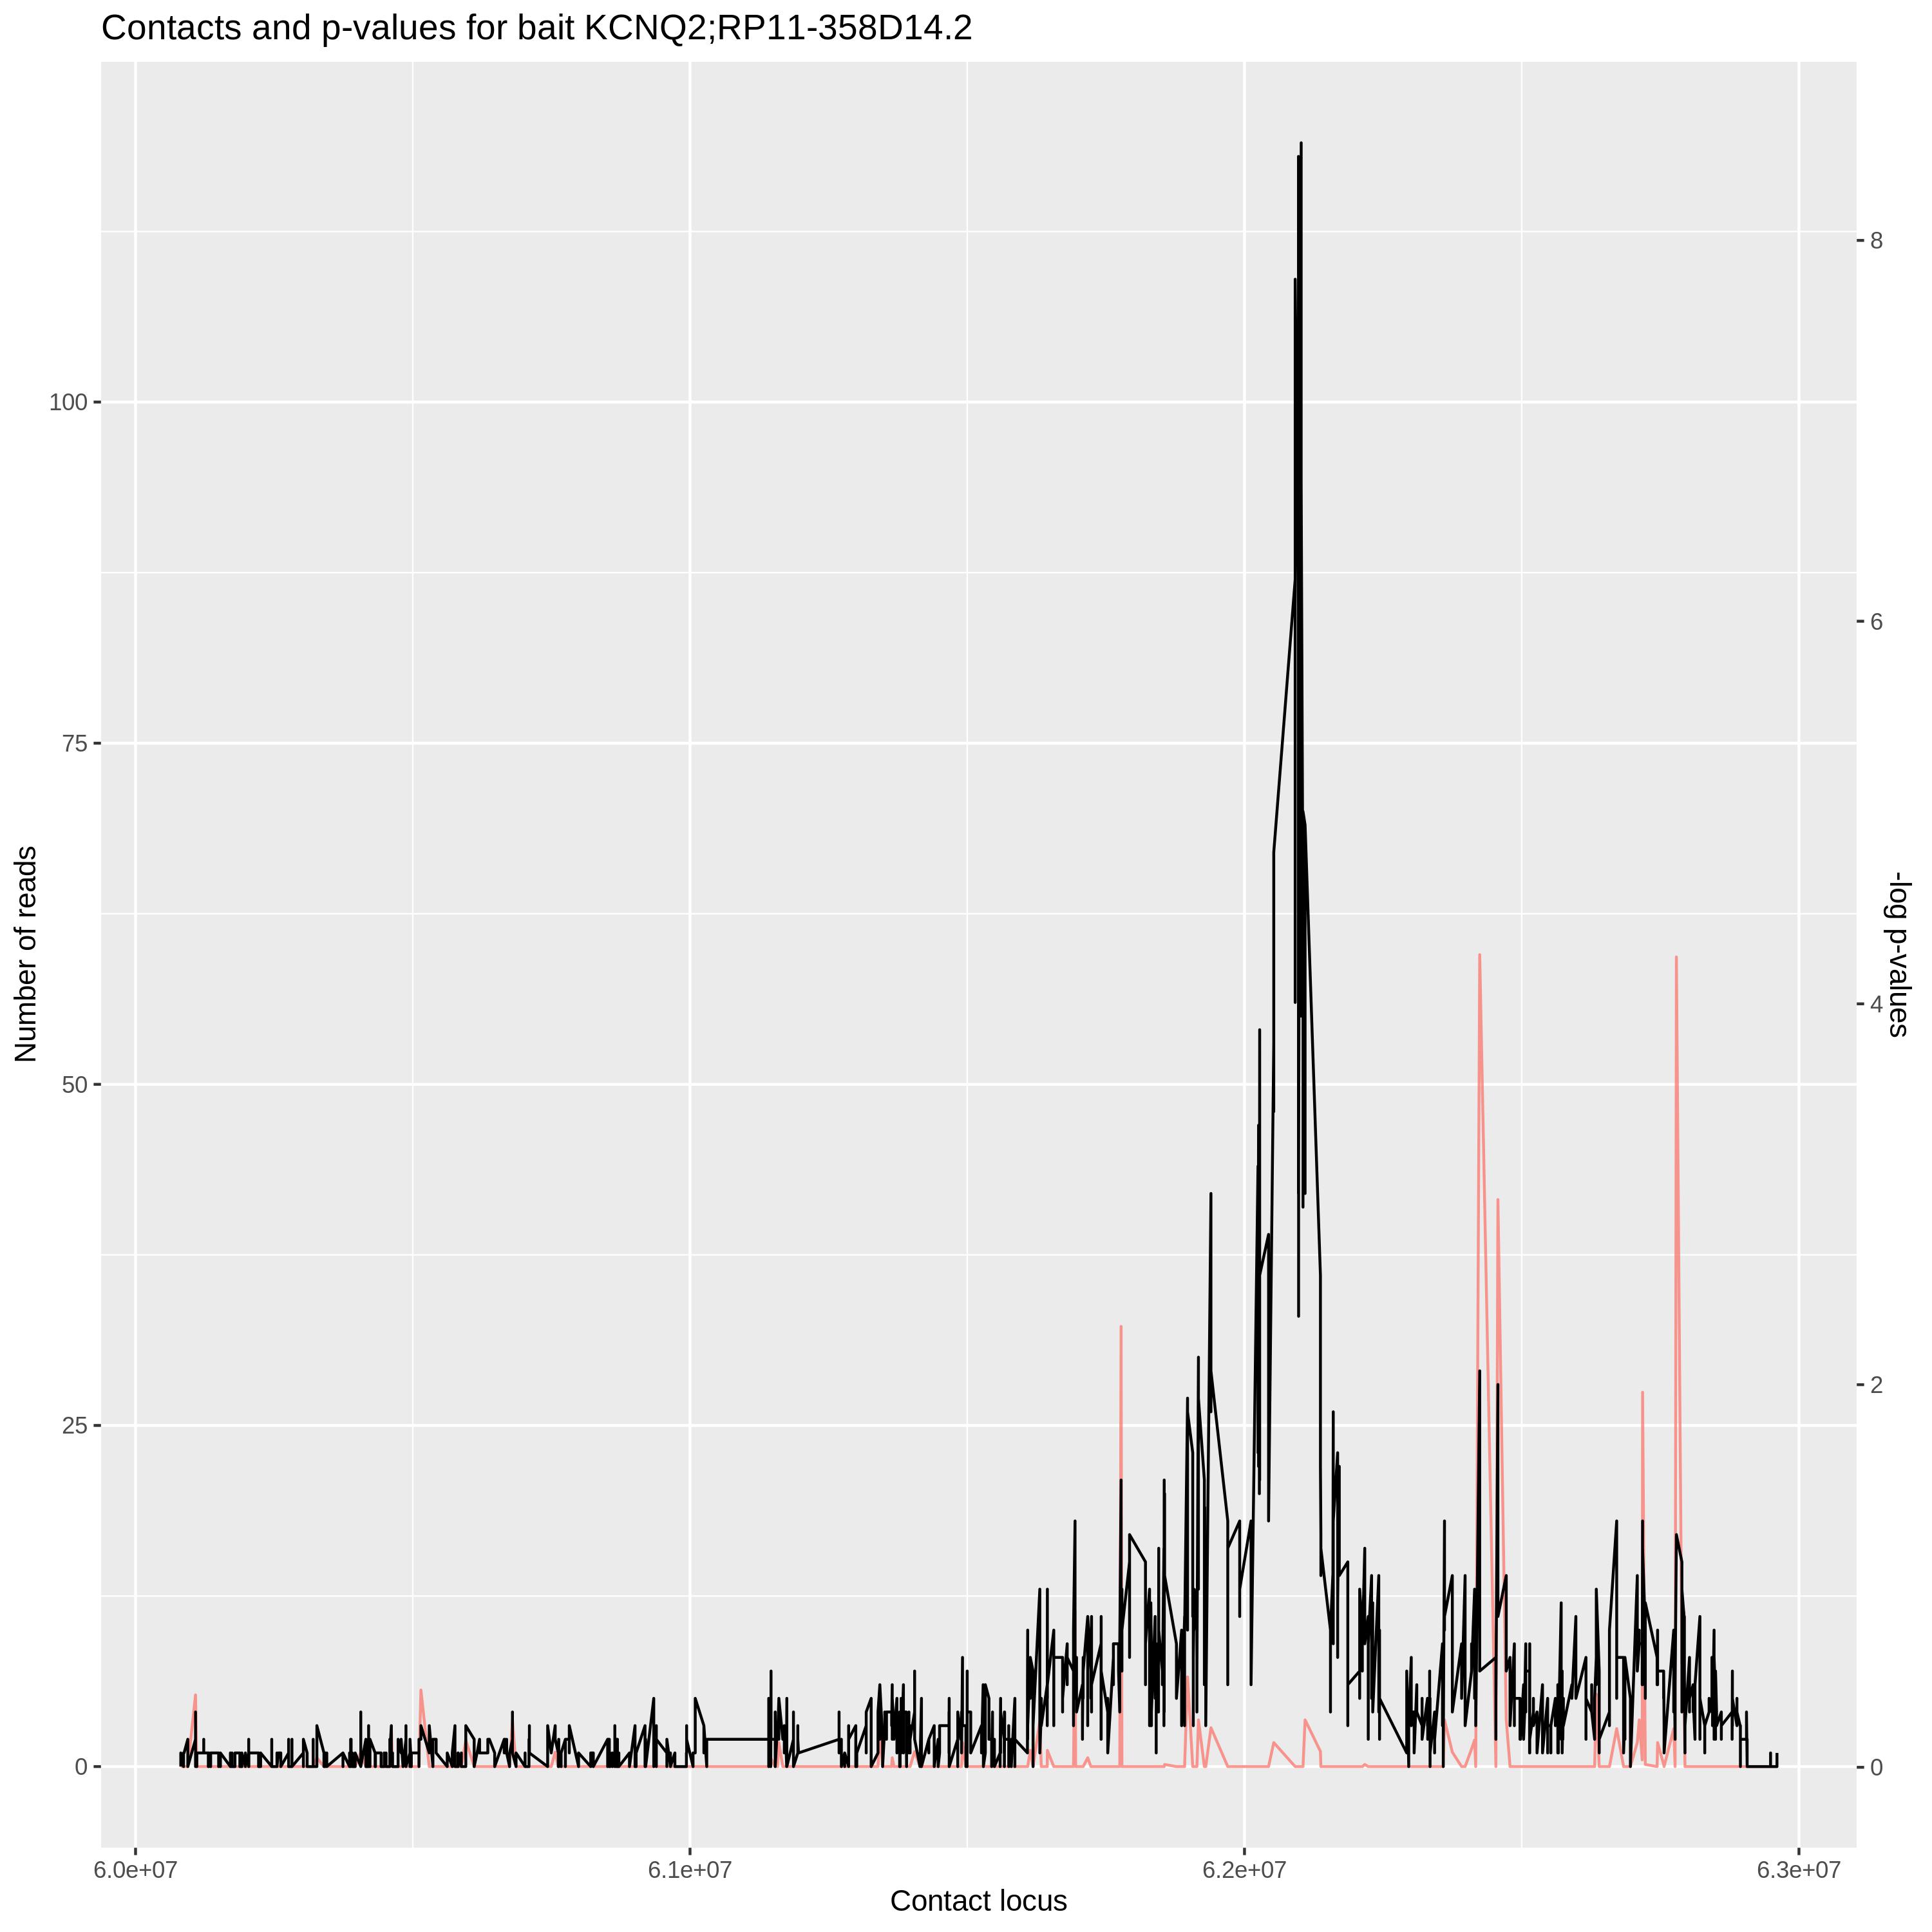 Contacts and p-values for bait KCNQ2;RP11-358D14.2
100
75
50
25
0
Number of reads
8
6
4
2
0
-log p-values
6.0e+07 6.1e+07 6.2e+07 6.3e+07
Contact locus